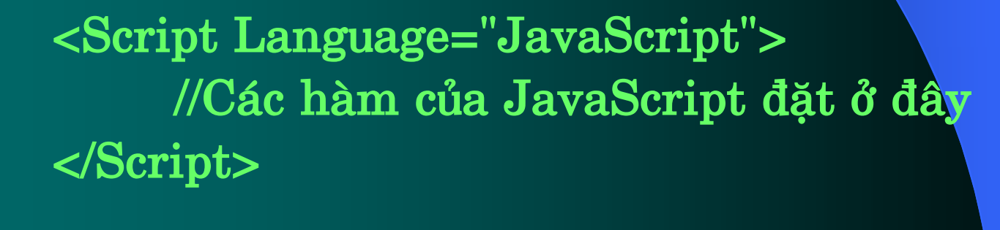 <Script Language="JavaScript">
//Các hàm của JavaScript đặt ở đây
</Script>